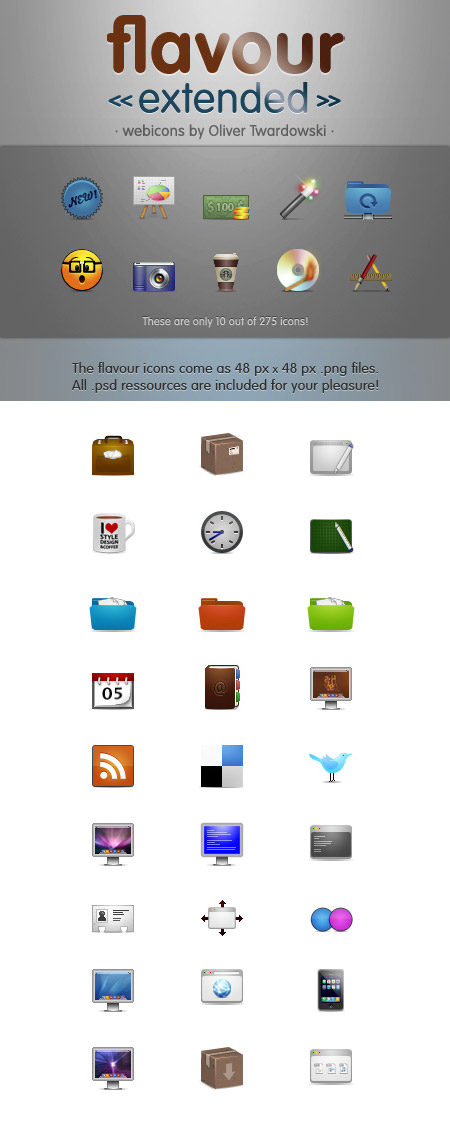 flavour
« extended »
· webicons by Oliver Twardowski ·
NEW!
100
These are only 10 out of 275 icons!
The flavour icons come as 48 px x 48 px .png files.
All .psd ressources are included for your pleasure!
I ♥
STYLE
DESIGN
&COFFEE
05
@